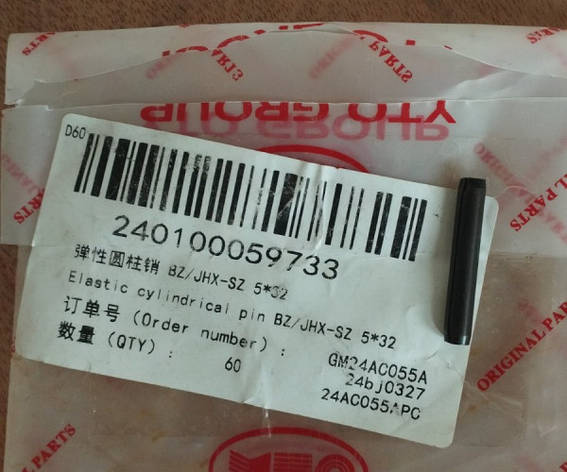 ORIGINAL PARTS
YTO GROUP
D60
240100059733
弹性圆柱销 BZ/JHX-SZ 5*32
Elastic cylindrical pin BZ/JHX-SZ 5*32
订单号 (Order number) : GM24AC055A
24bj0327
数量 (QTY) : 60 24AC055APC
ORIGINAL PARTS
ORIGINAL PARTS